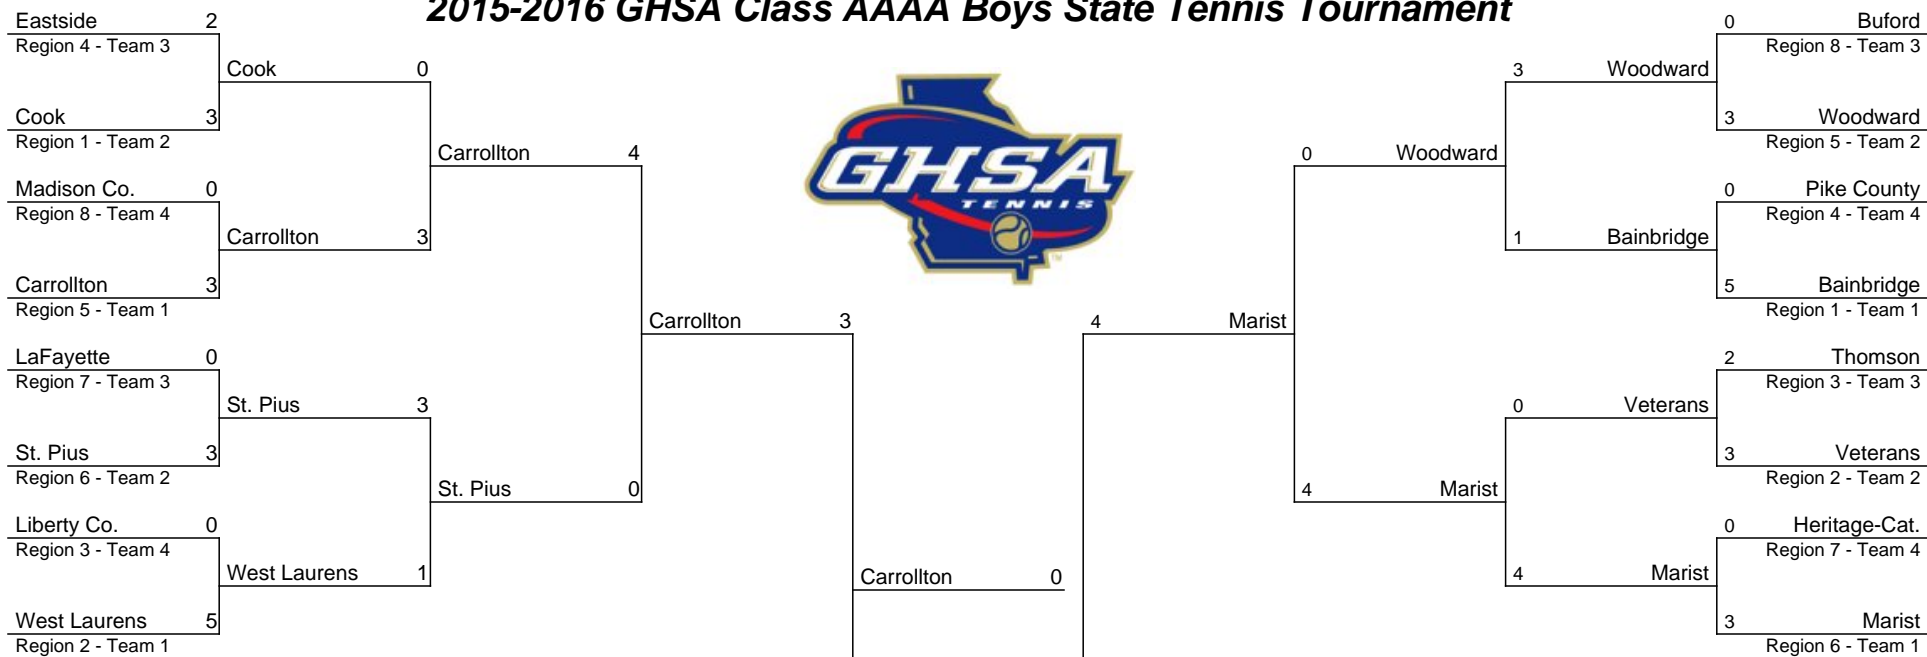 2015-2016 GHSA Class AAAA Boys State Tennis Tournament
Eastside 2
Region 4 - Team 3
Cook 3
Region 1 - Team 2
Madison Co. 0
Region 8 - Team 4
Carrollton 3
Region 5 - Team 1
LaFayette 0
Region 7 - Team 3
St. Pius 3
Region 6 - Team 2
Liberty Co. 0
Region 3 - Team 4
West Laurens 5
Region 2 - Team 1
Cook 0
Carrollton 3
St. Pius 3
West Laurens 1
Carrollton 4
St. Pius 0
Carrollton 3
Carrollton 0
GHSA
TENNIS
TM
4 Marist
0 Woodward
4 Marist
3 Woodward
1 Bainbridge
0 Veterans
4 Marist
0 Buford
Region 8 - Team 3
3 Woodward
Region 5 - Team 2
0 Pike County
Region 4 - Team 4
5 Bainbridge
Region 1 - Team 1
2 Thomson
Region 3 - Team 3
3 Veterans
Region 2 - Team 2
0 Heritage-Cat.
Region 7 - Team 4
3 Marist
Region 6 - Team 1